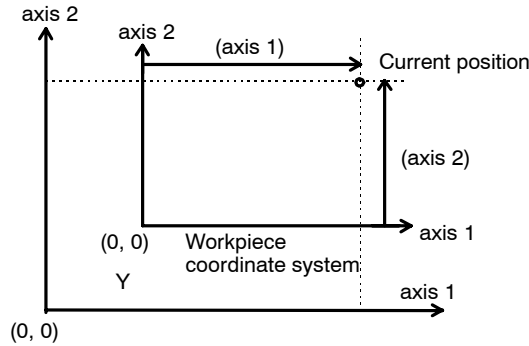 axis 2
axis 2
(axis 1)
Current position
(axis 2)
axis 1
(0, 0)
Workpiece
coordinate system
Y
axis 1
(0, 0)